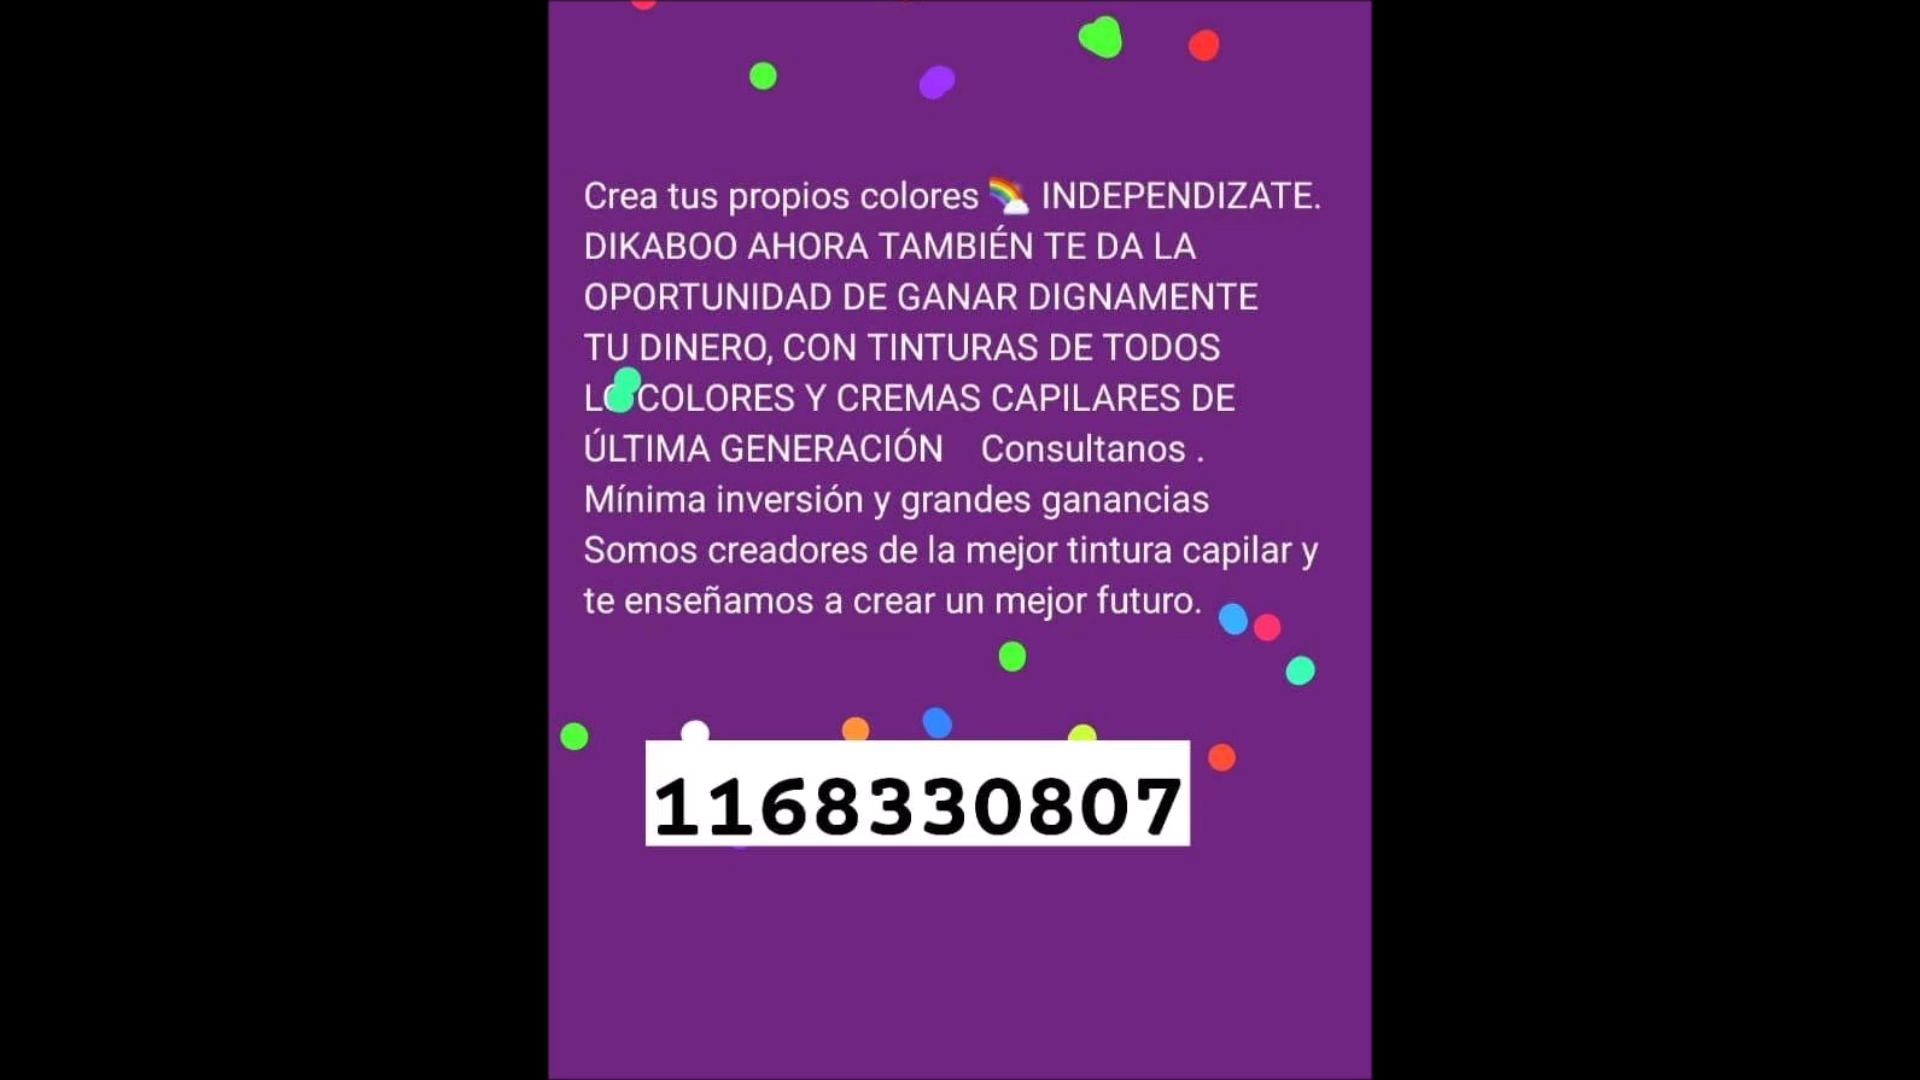 Crea tus propios colores 🌈 INDEPENDIZATE.
DIKABOO AHORA TAMBIÉN TE DA LA
OPORTUNIDAD DE GANAR DIGNAMENTE
TU DINERO, CON TINTURAS DE TODOS
COLORES Y CREMAS CAPILARES DE
ÚLTIMA GENERACIÓN Consultanos .
Mínima inversión y grandes ganancias
Somos creadores de la mejor tintura capilar y
te enseñamos a crear un mejor futuro.
1168330807